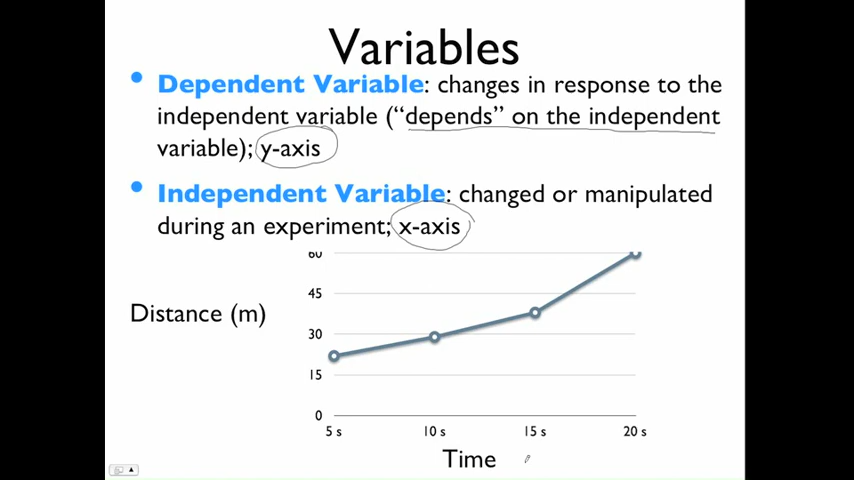 Variables
• Dependent Variable: changes in response to the
independent variable (“depends” on the independent
variable); y-axis
• Independent Variable: changed or manipulated
during an experiment; x-axis
60
45
Distance (m)
30
15
0
5 s 10 s 15 s 20 s
Time